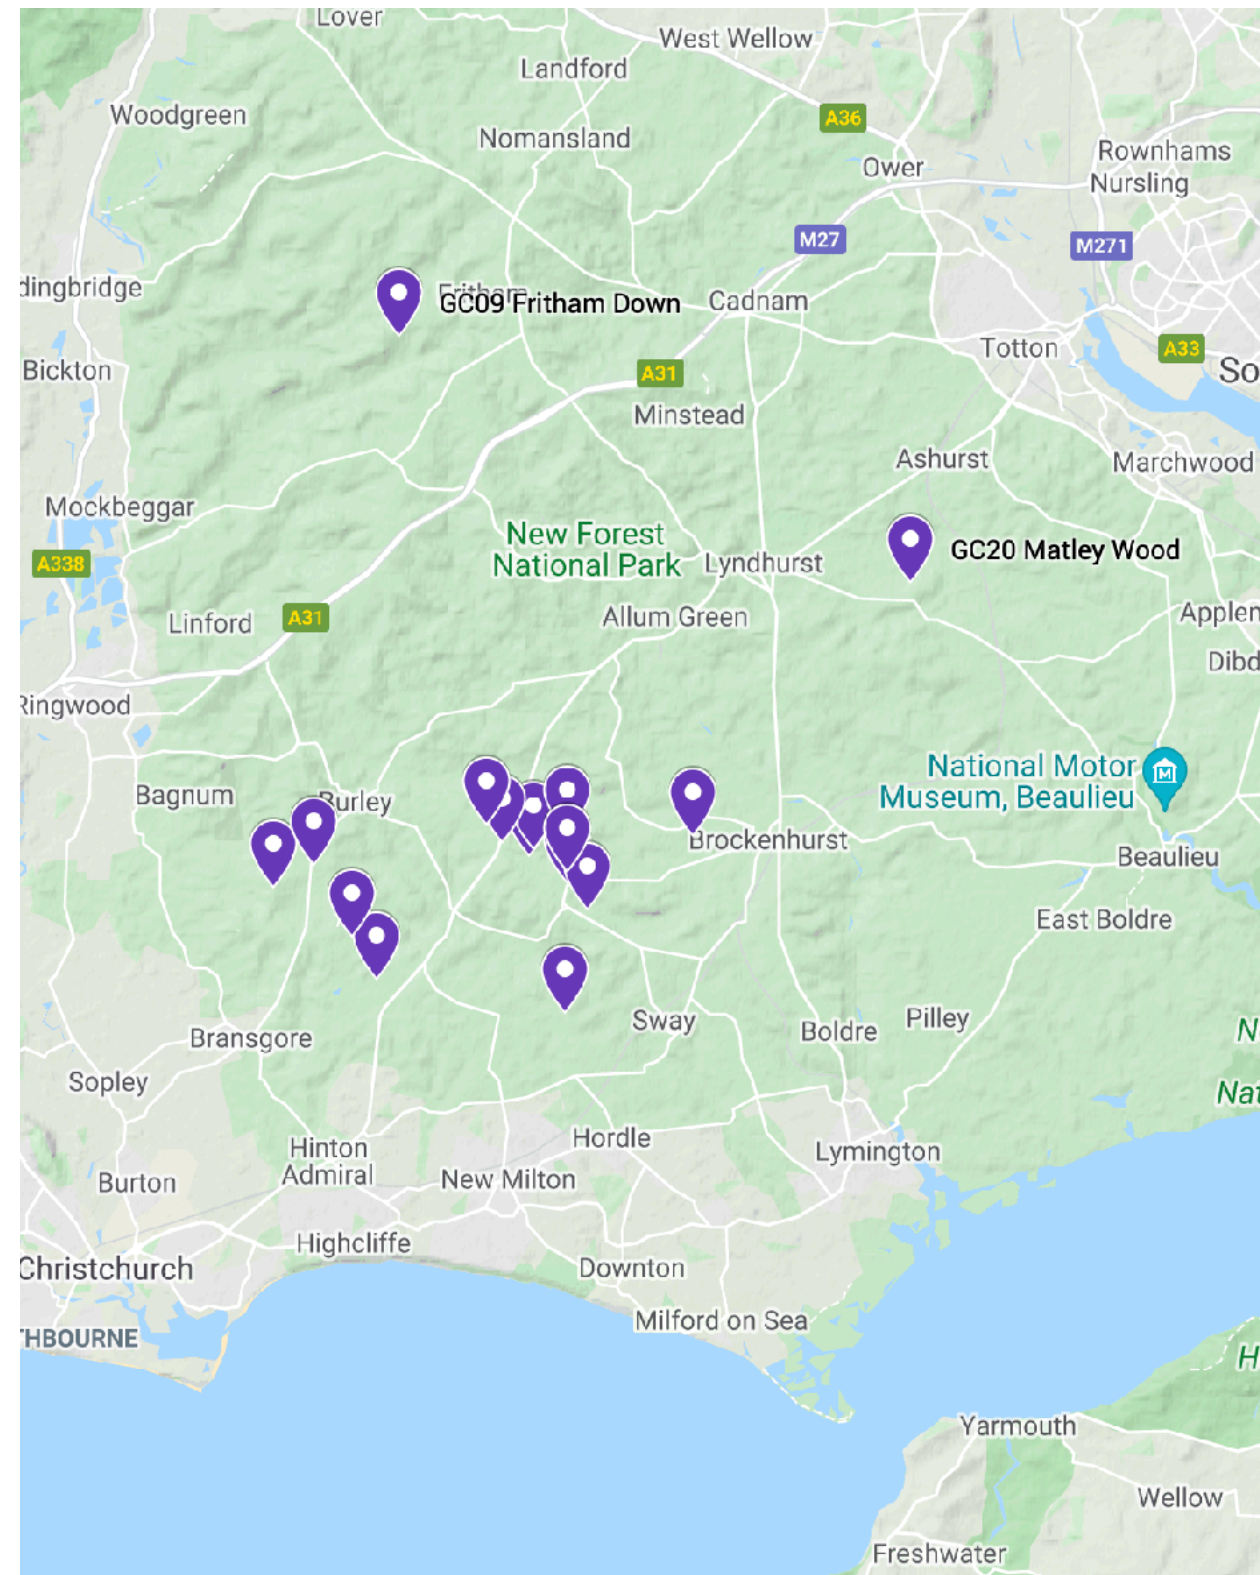 Lover
West Wellow
Landford
Woodgreen
A36
Nomansland
Rownhams
Ower
Nursling
M27
M271
dingbridge
Fritham
GC09 Fritham Down
Cadnam
Totton
A33
Bickton
So
A31
Minstead
Ashurst
Marchwood
Mockbeggar
New Forest
National Park
GC20 Matley Wood
A338
Lyndhurst
Linford
A31
Allum Green
Applem
Dibd
Ringwood
National Motor
Museum, Beaulieu
M
Bagnum
Burley
Brockenhurst
Beaulieu
East Boldre
Sway
Boldre
Pilley
Bransgore
N
Sopley
Nat
Hordle
Hinton
Admiral
Lymington
Burton
New Milton
Highcliffe
Christchurch
Downton
Milford on Sea
THBOURNE
H
Yarmouth
Wellow
Freshwater